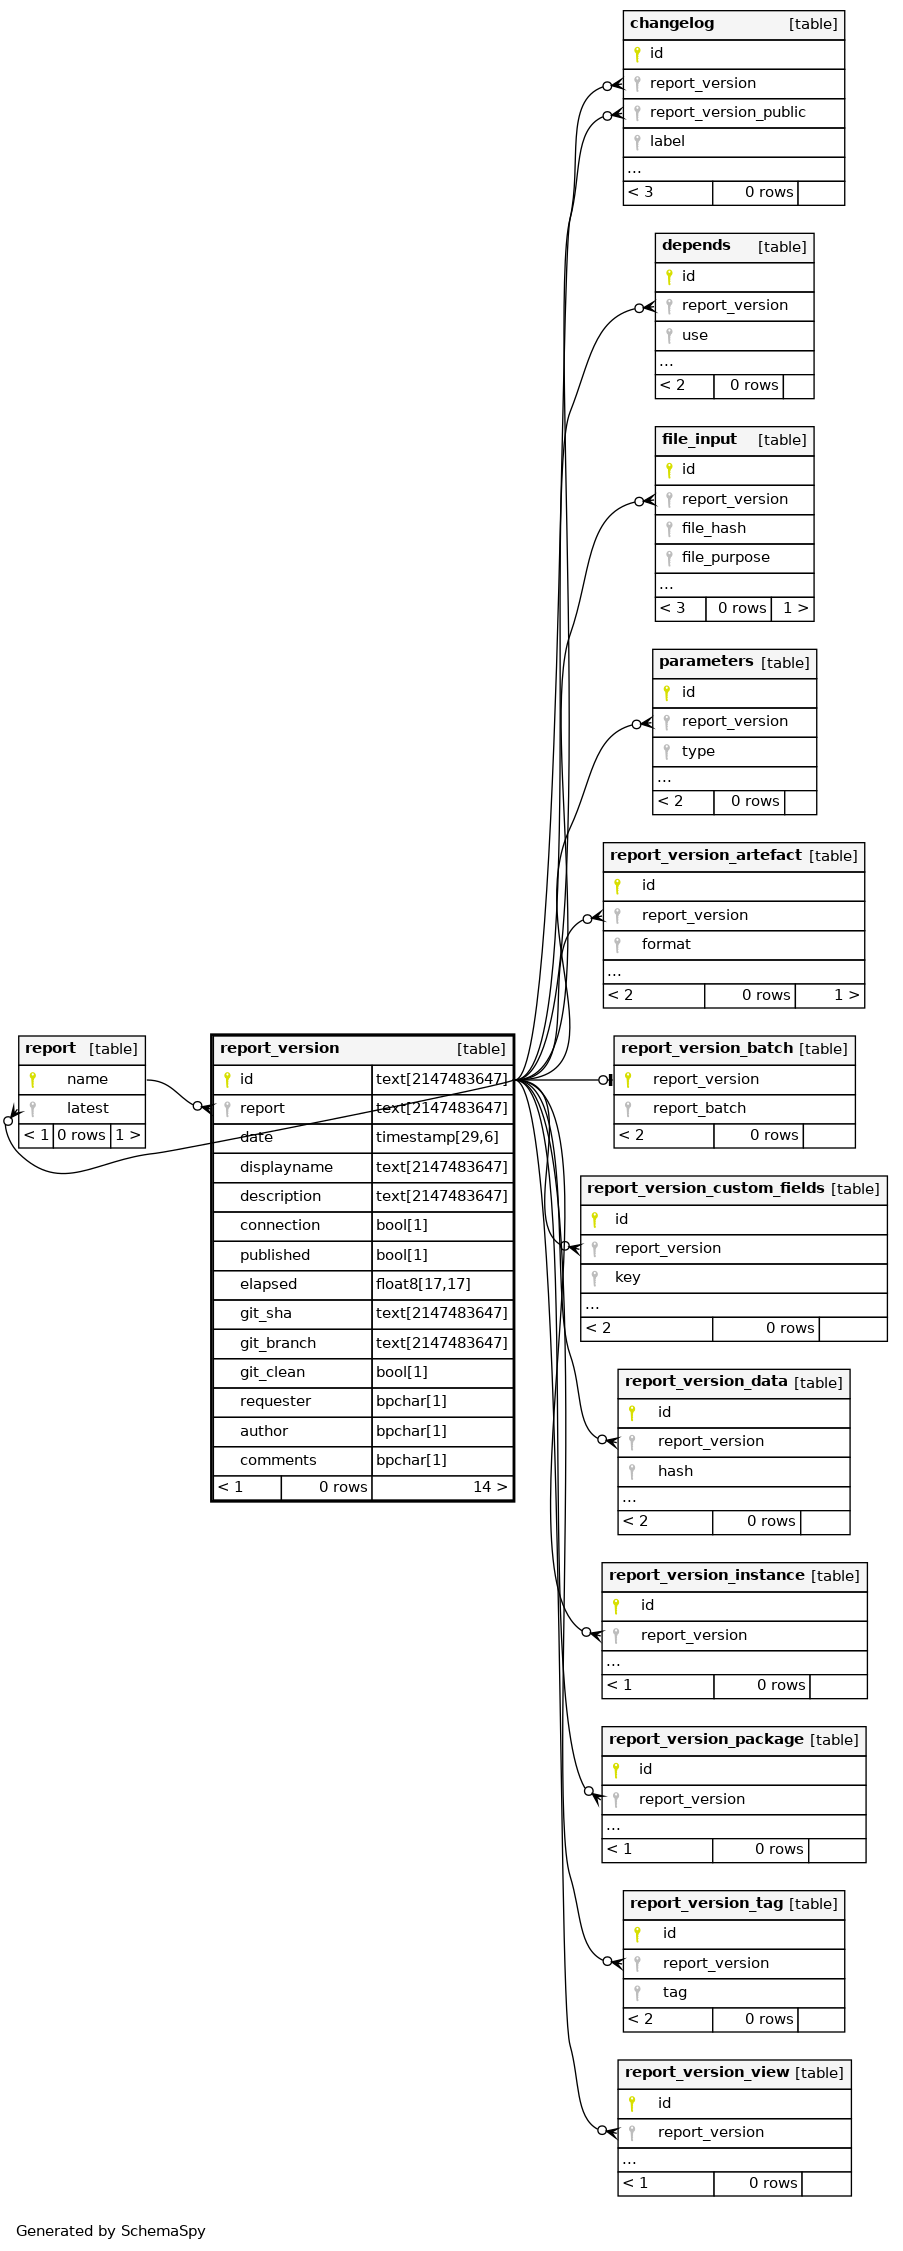 changelog [table]
id
report_version
report_version_public
label
...
< 3 0 rows
depends [table]
id
report_version
use
...
< 2 0 rows
file_input [table]
id
report_version
file_hash
file_purpose
...
< 3 0 rows 1 >
parameters [table]
id
report_version
type
...
< 2 0 rows
report_version_artefact [table]
id
report_version
format
...
< 2 0 rows 1 >
report [table]
name
latest
< 1 0 rows 1 >
report_version [table]
id text[2147483647]
report text[2147483647]
date timestamp[29,6]
displayname text[2147483647]
description text[2147483647]
connection bool[1]
published bool[1]
elapsed float8[17,17]
git_sha text[2147483647]
git_branch text[2147483647]
git_clean bool[1]
requester bpchar[1]
author bpchar[1]
comments bpchar[1]
< 1 0 rows 14 >
report_version_batch [table]
report_version
report_batch
< 2 0 rows
report_version_custom_fields [table]
id
report_version
key
...
< 2 0 rows
report_version_data [table]
id
report_version
hash
...
< 2 0 rows
report_version_instance [table]
id
report_version
...
< 1 0 rows
report_version_package [table]
id
report_version
...
< 1 0 rows
report_version_tag [table]
id
report_version
tag
< 2 0 rows
report_version_view [table]
id
report_version
...
< 1 0 rows
Generated by SchemaSpy